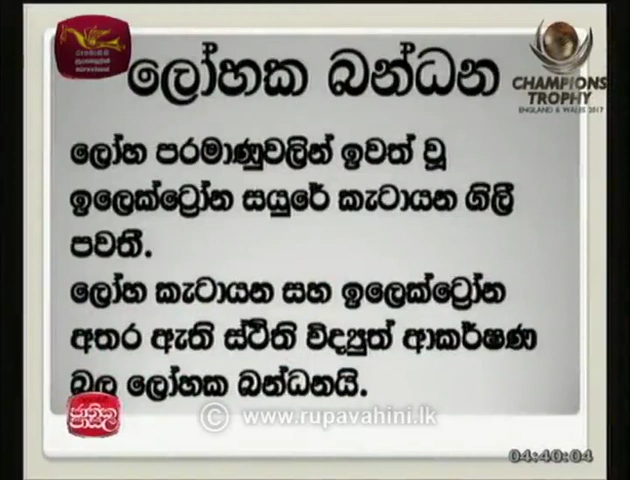 ලෝහක බන්ධන
CHAMPIONS
TROPHY
ENGLAND & WALES 2017
ලෝහ පරමාණුවලින් ඉවත් වූ
ඉලෙක්ට්‍රෝන සයුරේ කැටායන ගිලී
පවතී.
ලෝහ කැටායන සහ ඉලෙක්ට්‍රෝන
අතර ඇති ස්ථිති විද්‍යුත් ආකර්ෂණ
බල ලෝහක බන්ධනයි.
ජාතික
පාසල
© www.rupavahini.lk
04:40:04